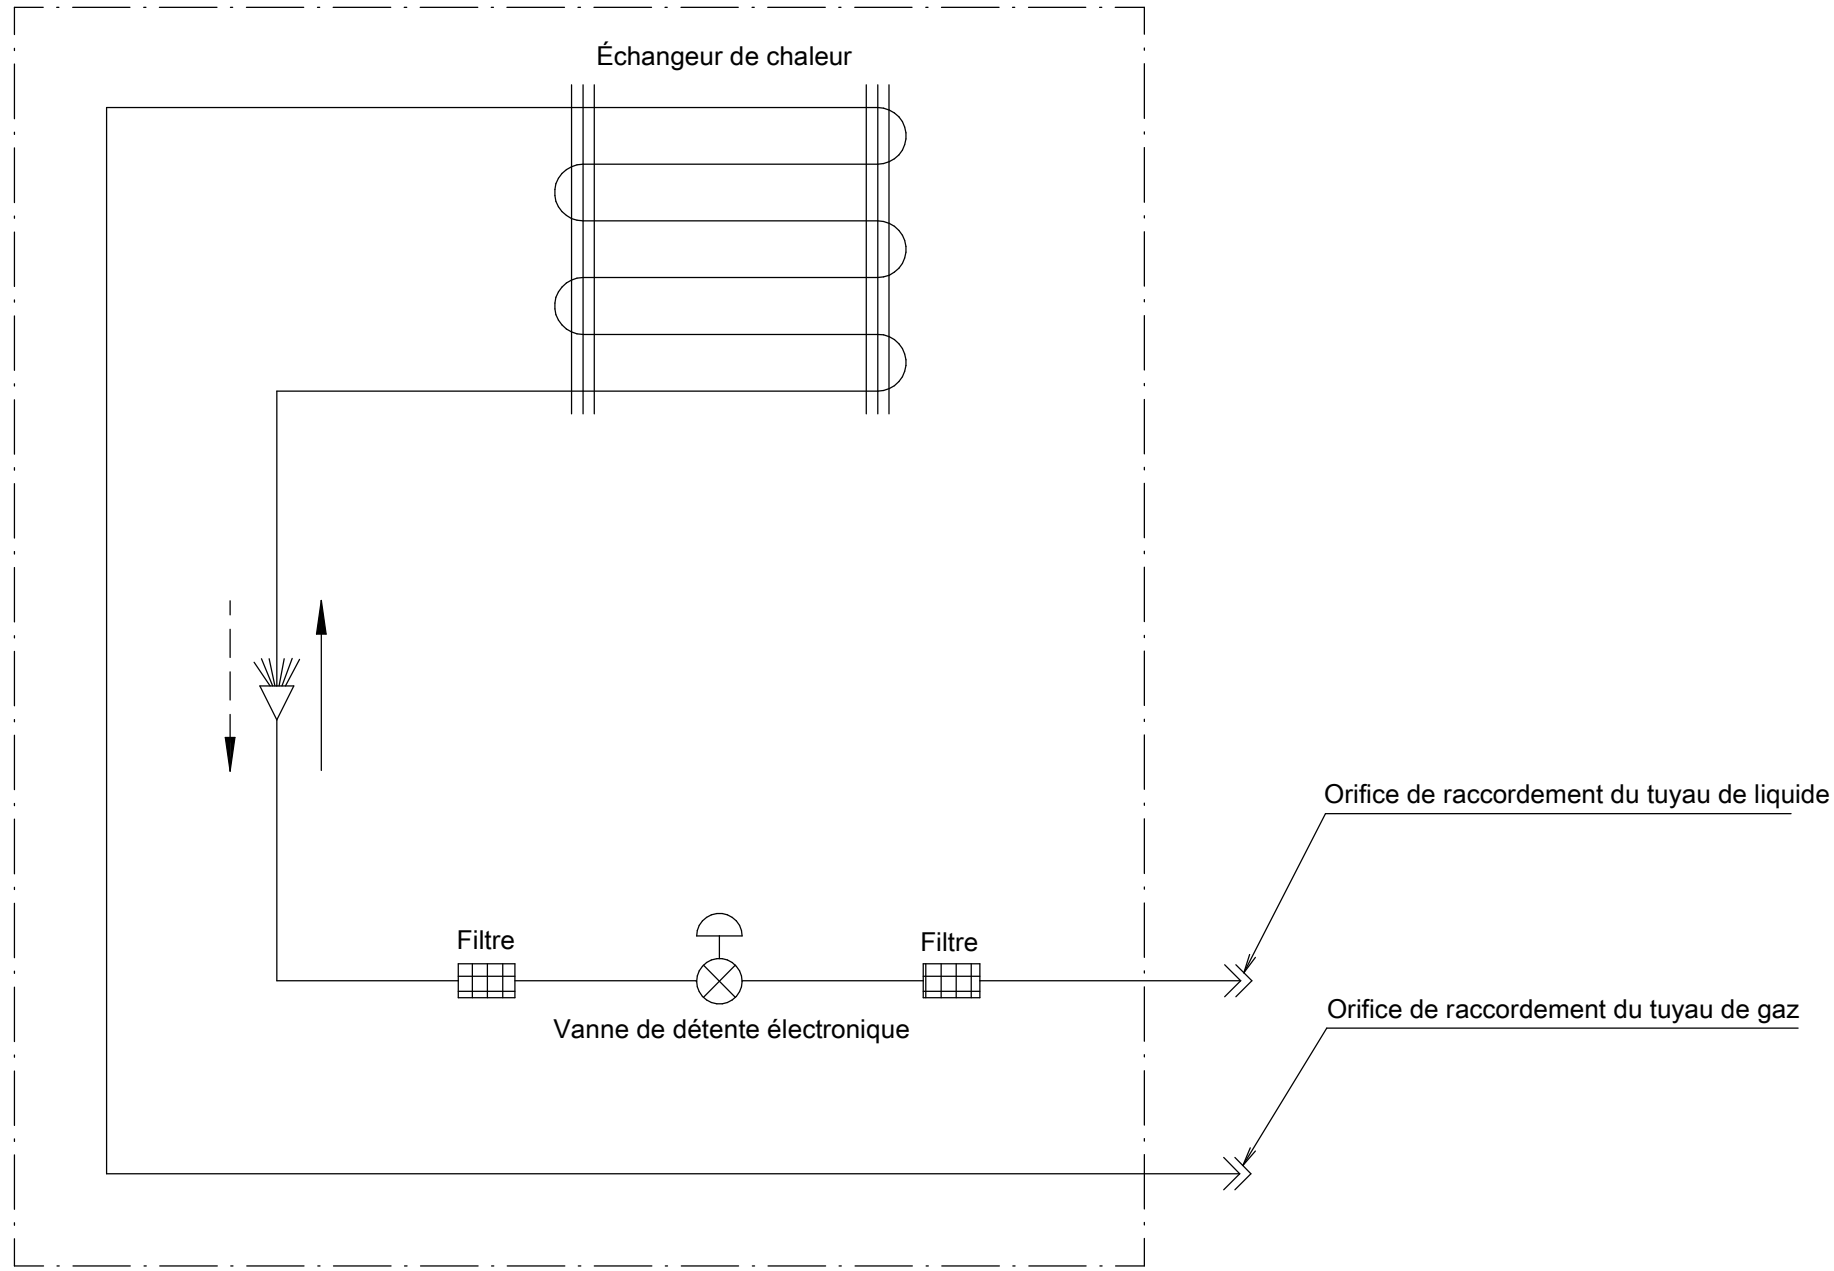 Échangeur de chaleur
Orifice de raccordement du tuyau de liquide
Filtre
Filtre
Orifice de raccordement du tuyau de gaz
Vanne de détente électronique